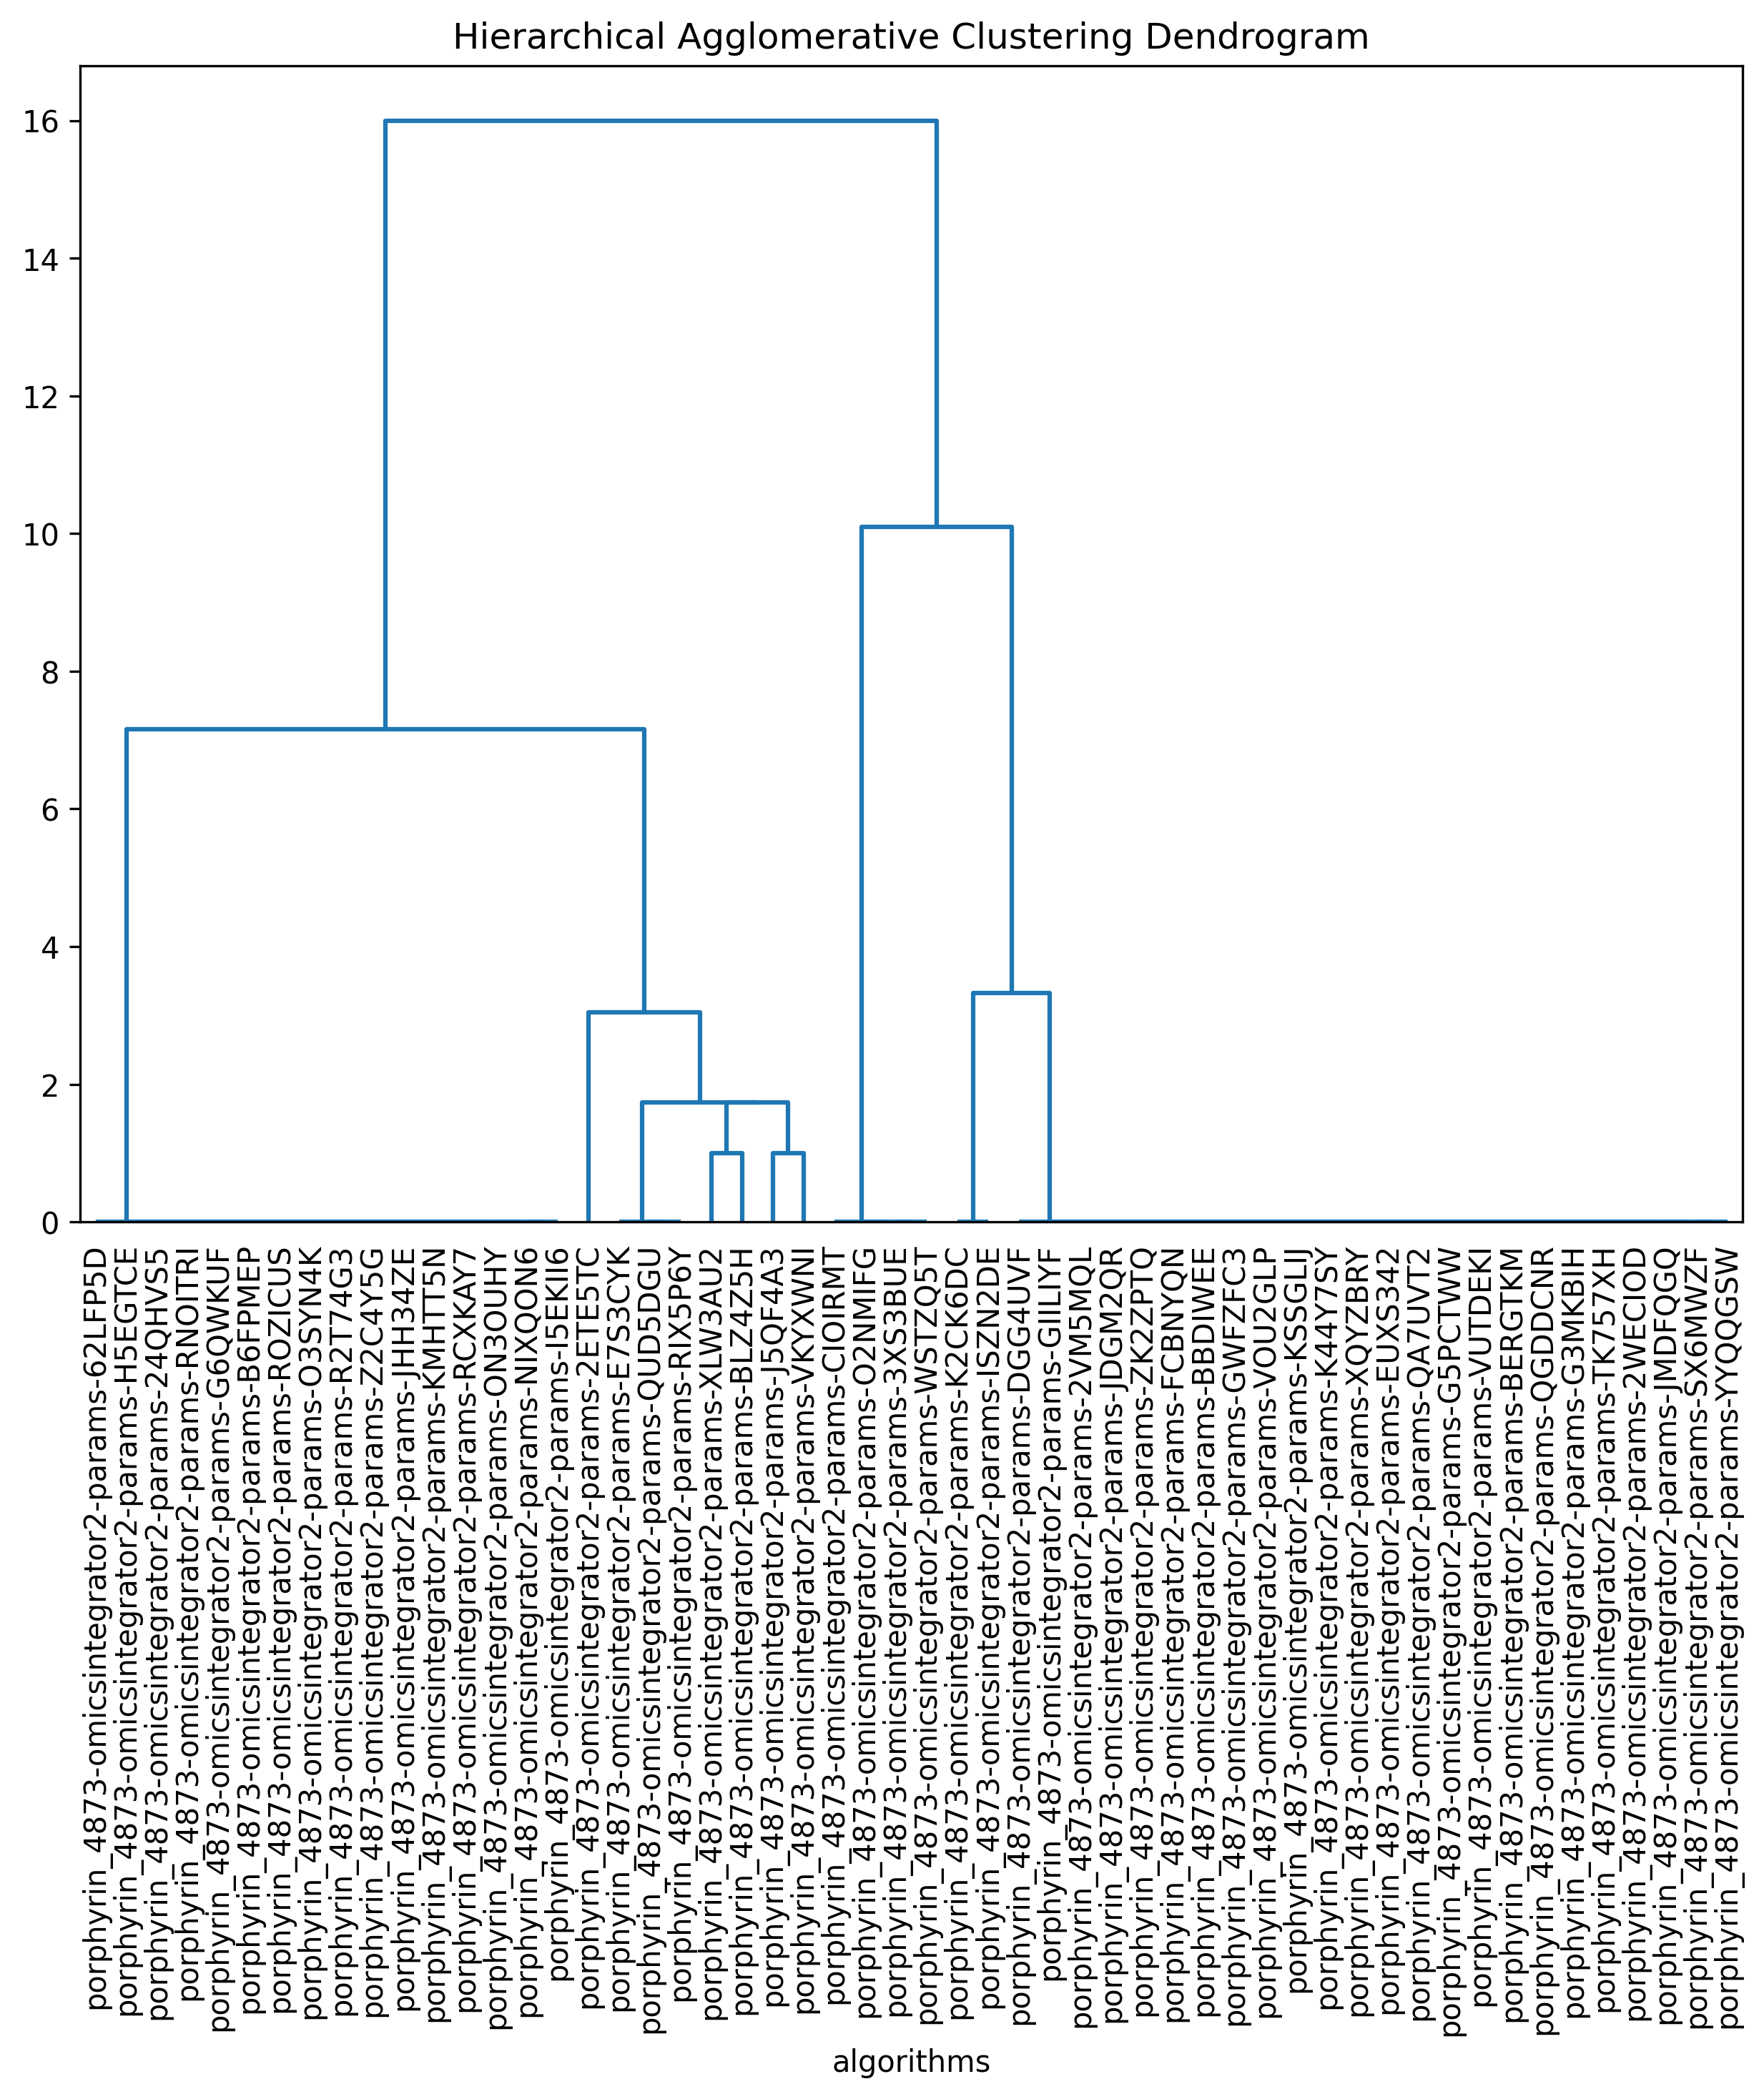 Hierarchical Agglomerative Clustering Dendrogram
16
14
12
10
8
6
4
2
0
porphyrin_4873-omicsintegrator2-params-62LFP5D
porphyrin_4873-omicsintegrator2-params-H5EGTCE
porphyrin_4873-omicsintegrator2-params-24QHVS5
porphyrin_4873-omicsintegrator2-params-RNOITRI
porphyrin_4873-omicsintegrator2-params-G6QWKUF
porphyrin_4873-omicsintegrator2-params-B6FPMEP
porphyrin_4873-omicsintegrator2-params-ROZICUS
porphyrin_4873-omicsintegrator2-params-O3SYN4K
porphyrin_4873-omicsintegrator2-params-R2T74G3
porphyrin_4873-omicsintegrator2-params-Z2C4Y5G
porphyrin_4873-omicsintegrator2-params-JHH34ZE
porphyrin_4873-omicsintegrator2-params-KMHTT5N
porphyrin_4873-omicsintegrator2-params-RCXKAY7
porphyrin_4873-omicsintegrator2-params-ON3OUHY
porphyrin_4873-omicsintegrator2-params-NIXQON6
porphyrin_4873-omicsintegrator2-params-I5EKII6
porphyrin_4873-omicsintegrator2-params-2ETE5TC
porphyrin_4873-omicsintegrator2-params-E7S3CYK
porphyrin_4873-omicsintegrator2-params-QUD5DGU
porphyrin_4873-omicsintegrator2-params-RIX5P6Y
porphyrin_4873-omicsintegrator2-params-XLW3AU2
porphyrin_4873-omicsintegrator2-params-BLZ4Z5H
porphyrin_4873-omicsintegrator2-params-J5QF4A3
porphyrin_4873-omicsintegrator2-params-VKYXWNI
porphyrin_4873-omicsintegrator2-params-CIOIRMT
porphyrin_4873-omicsintegrator2-params-O2NMIFG
porphyrin_4873-omicsintegrator2-params-3XS3BUE
porphyrin_4873-omicsintegrator2-params-WSTZQ5T
porphyrin_4873-omicsintegrator2-params-K2CK6DC
porphyrin_4873-omicsintegrator2-params-ISZN2DE
porphyrin_4873-omicsintegrator2-params-DGG4UVF
porphyrin_4873-omicsintegrator2-params-GIILIYF
porphyrin_4873-omicsintegrator2-params-2VM5MQL
porphyrin_4873-omicsintegrator2-params-JDGM2QR
porphyrin_4873-omicsintegrator2-params-ZK2ZPTQ
porphyrin_4873-omicsintegrator2-params-FCBNYQN
porphyrin_4873-omicsintegrator2-params-BBDIWEE
porphyrin_4873-omicsintegrator2-params-GWFZFC3
porphyrin_4873-omicsintegrator2-params-VOU2GLP
porphyrin_4873-omicsintegrator2-params-KSSGLIJ
porphyrin_4873-omicsintegrator2-params-K44Y7SY
porphyrin_4873-omicsintegrator2-params-XQYZBRY
porphyrin_4873-omicsintegrator2-params-EUXS342
porphyrin_4873-omicsintegrator2-params-QA7UVT2
porphyrin_4873-omicsintegrator2-params-G5PCTWW
porphyrin_4873-omicsintegrator2-params-VUTDEKI
porphyrin_4873-omicsintegrator2-params-BERGTKM
porphyrin_4873-omicsintegrator2-params-QGDDCNR
porphyrin_4873-omicsintegrator2-params-G3MKBIH
porphyrin_4873-omicsintegrator2-params-TK757XH
porphyrin_4873-omicsintegrator2-params-2WECIOD
porphyrin_4873-omicsintegrator2-params-JMDFQGQ
porphyrin_4873-omicsintegrator2-params-SX6MWZF
porphyrin_4873-omicsintegrator2-params-YYQQGSW
algorithms